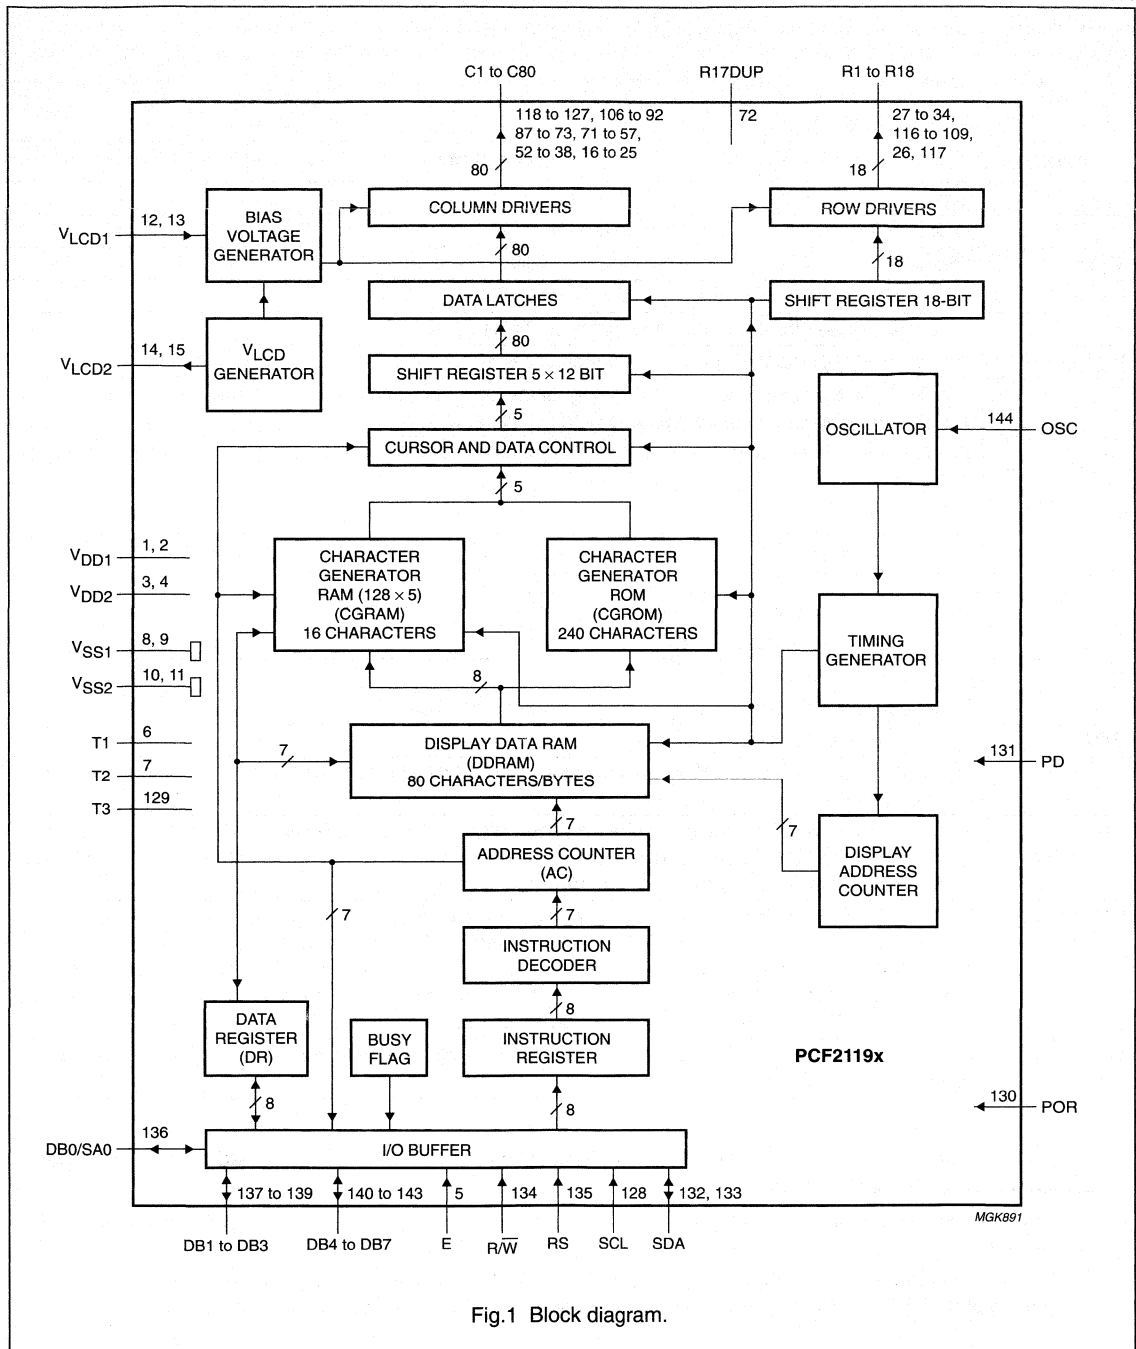 C1 to C80
R17DUP
R1 to R18
118 to 127, 106 to 92
87 to 73, 71 to 57,
52 to 38, 16 to 25
72
27 to 34,
116 to 109,
26, 117
80
18
VLCD1
12, 13
BIAS
VOLTAGE
GENERATOR
COLUMN DRIVERS
ROW DRIVERS
80
18
DATA LATCHES
SHIFT REGISTER 18-BIT
VLCD2
14, 15
VLCD
GENERATOR
80
SHIFT REGISTER 5 × 12 BIT
5
CURSOR AND DATA CONTROL
5
OSCILLATOR
144
OSC
VDD1
1, 2
VDD2
3, 4
VSS1
8, 9
VSS2
10, 11
CHARACTER
GENERATOR
RAM (128 × 5)
(CGRAM)
16 CHARACTERS
CHARACTER
GENERATOR
ROM
(CGROM)
240 CHARACTERS
TIMING
GENERATOR
8
T1
6
T2
7
T3
129
7
DISPLAY DATA RAM
(DDRAM)
80 CHARACTERS/BYTES
131
PD
7
7
ADDRESS COUNTER
(AC)
DISPLAY
ADDRESS
COUNTER
7
7
INSTRUCTION
DECODER
8
DATA
REGISTER
(DR)
BUSY
FLAG
INSTRUCTION
REGISTER
PCF2119x
8
8
130
POR
DB0/SA0
136
I/O BUFFER
137 to 139
140 to 143
5
134
135
128
132, 133
DB1 to DB3
DB4 to DB7
E
R/W̅
RS
SCL
SDA
MGK891
Fig.1 Block diagram.